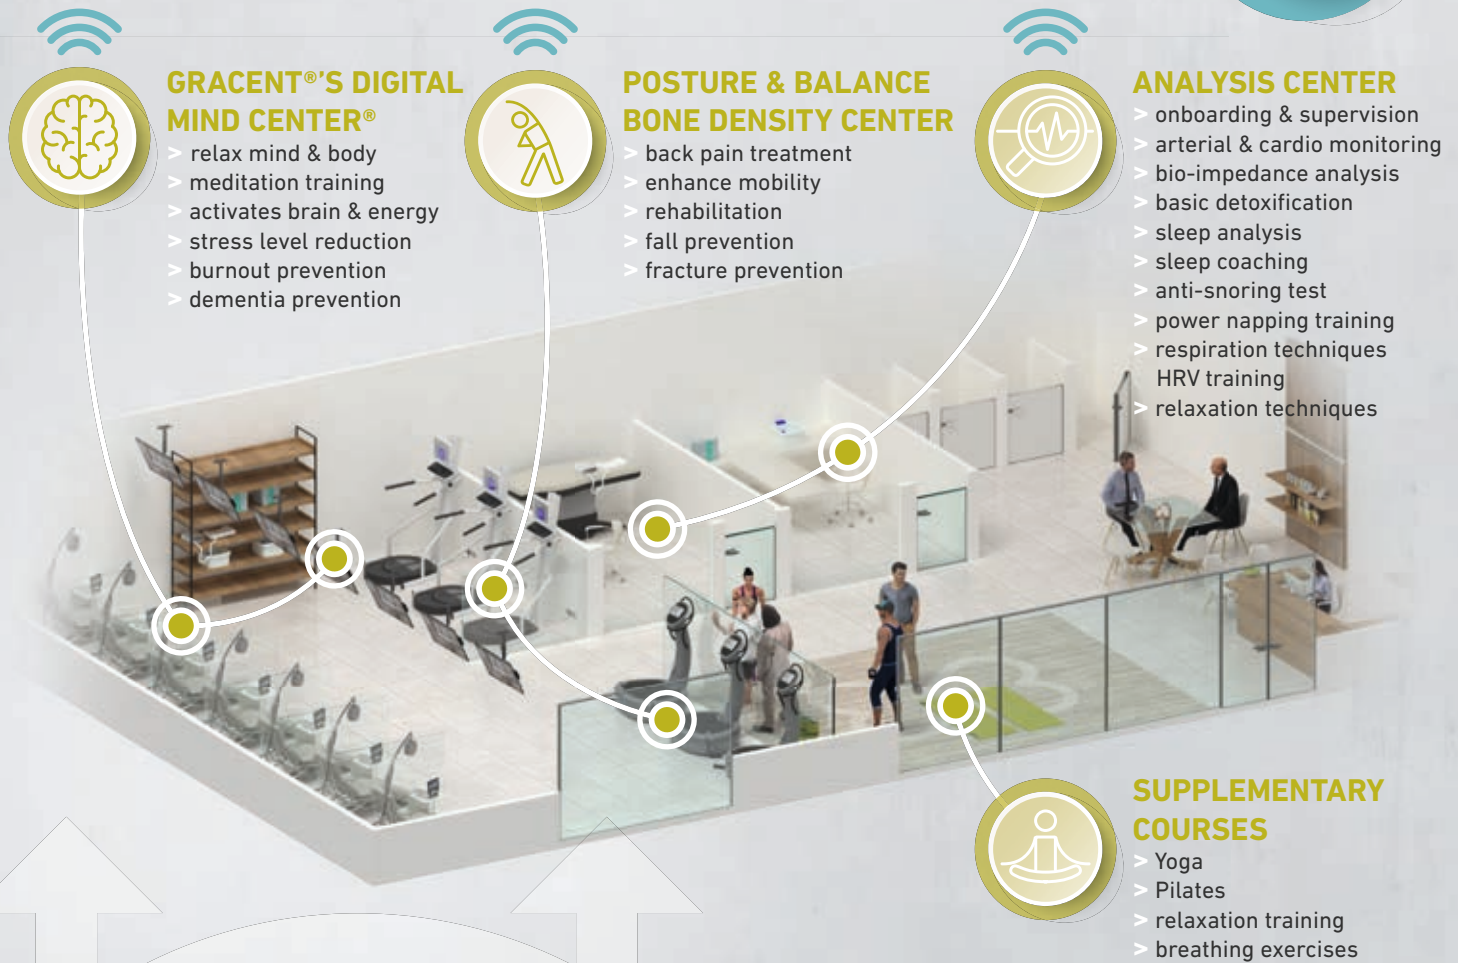 GRACENT®'S DIGITAL
MIND CENTER®
> relax mind & body
> meditation training
> activates brain & energy
> stress level reduction
> burnout prevention
> dementia prevention
POSTURE & BALANCE
BONE DENSITY CENTER
> back pain treatment
> enhance mobility
> rehabilitation
> fall prevention
> fracture prevention
ANALYSIS CENTER
> onboarding & supervision
> arterial & cardio monitoring
> bio-impedance analysis
> basic detoxification
> sleep analysis
> sleep coaching
> anti-snoring test
> power napping training
> respiration techniques
HRV training
> relaxation techniques
SUPPLEMENTARY
COURSES
> Yoga
> Pilates
> relaxation training
> breathing exercises